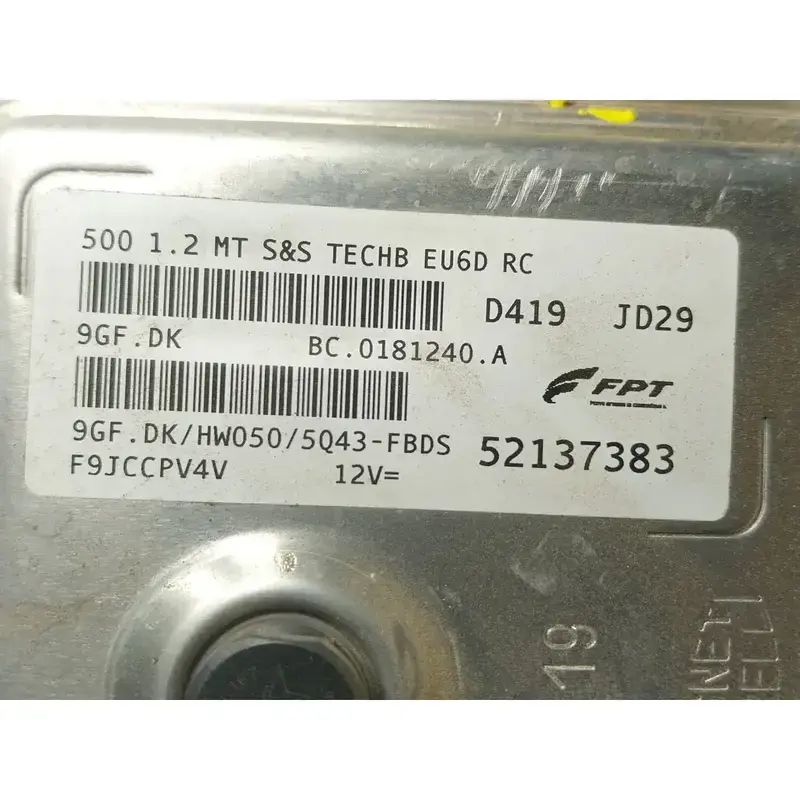 500 1.2 MT S&S TECHB EU6D RC
D419 JD29
9GF.DK BC.0181240.A
FPT
9GF.DK/HW050/5Q43-FBDS 52137383
F9JCCPV4V 12V=
19